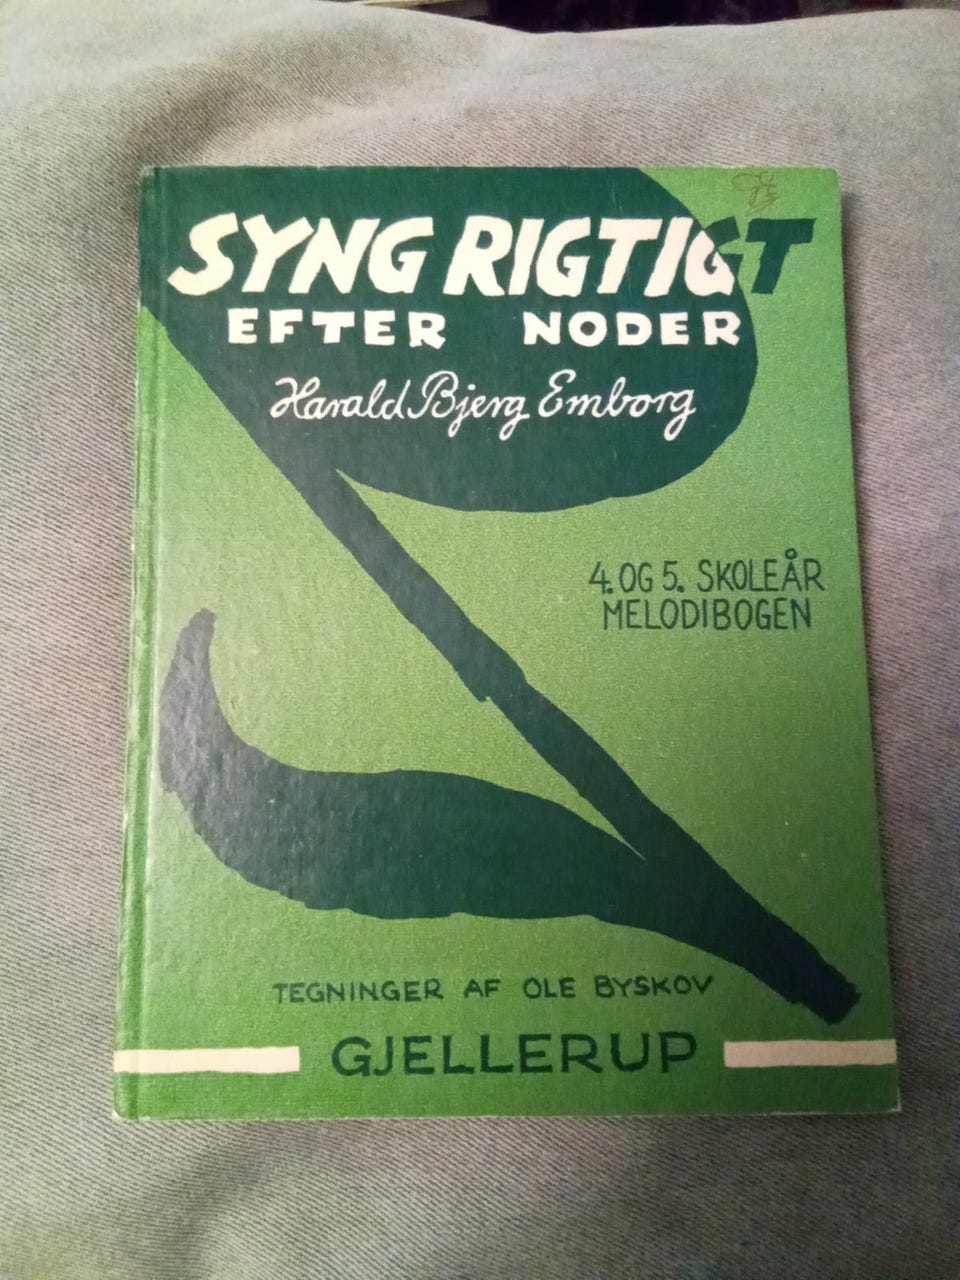 SYNG RIGTIGT
EFTER NODER
Harald Bjerg Emborg
4. OG 5. SKOLEÅR
MELODIBOGEN
TEGNINGER AF OLE BYSKOV
GJELLERUP